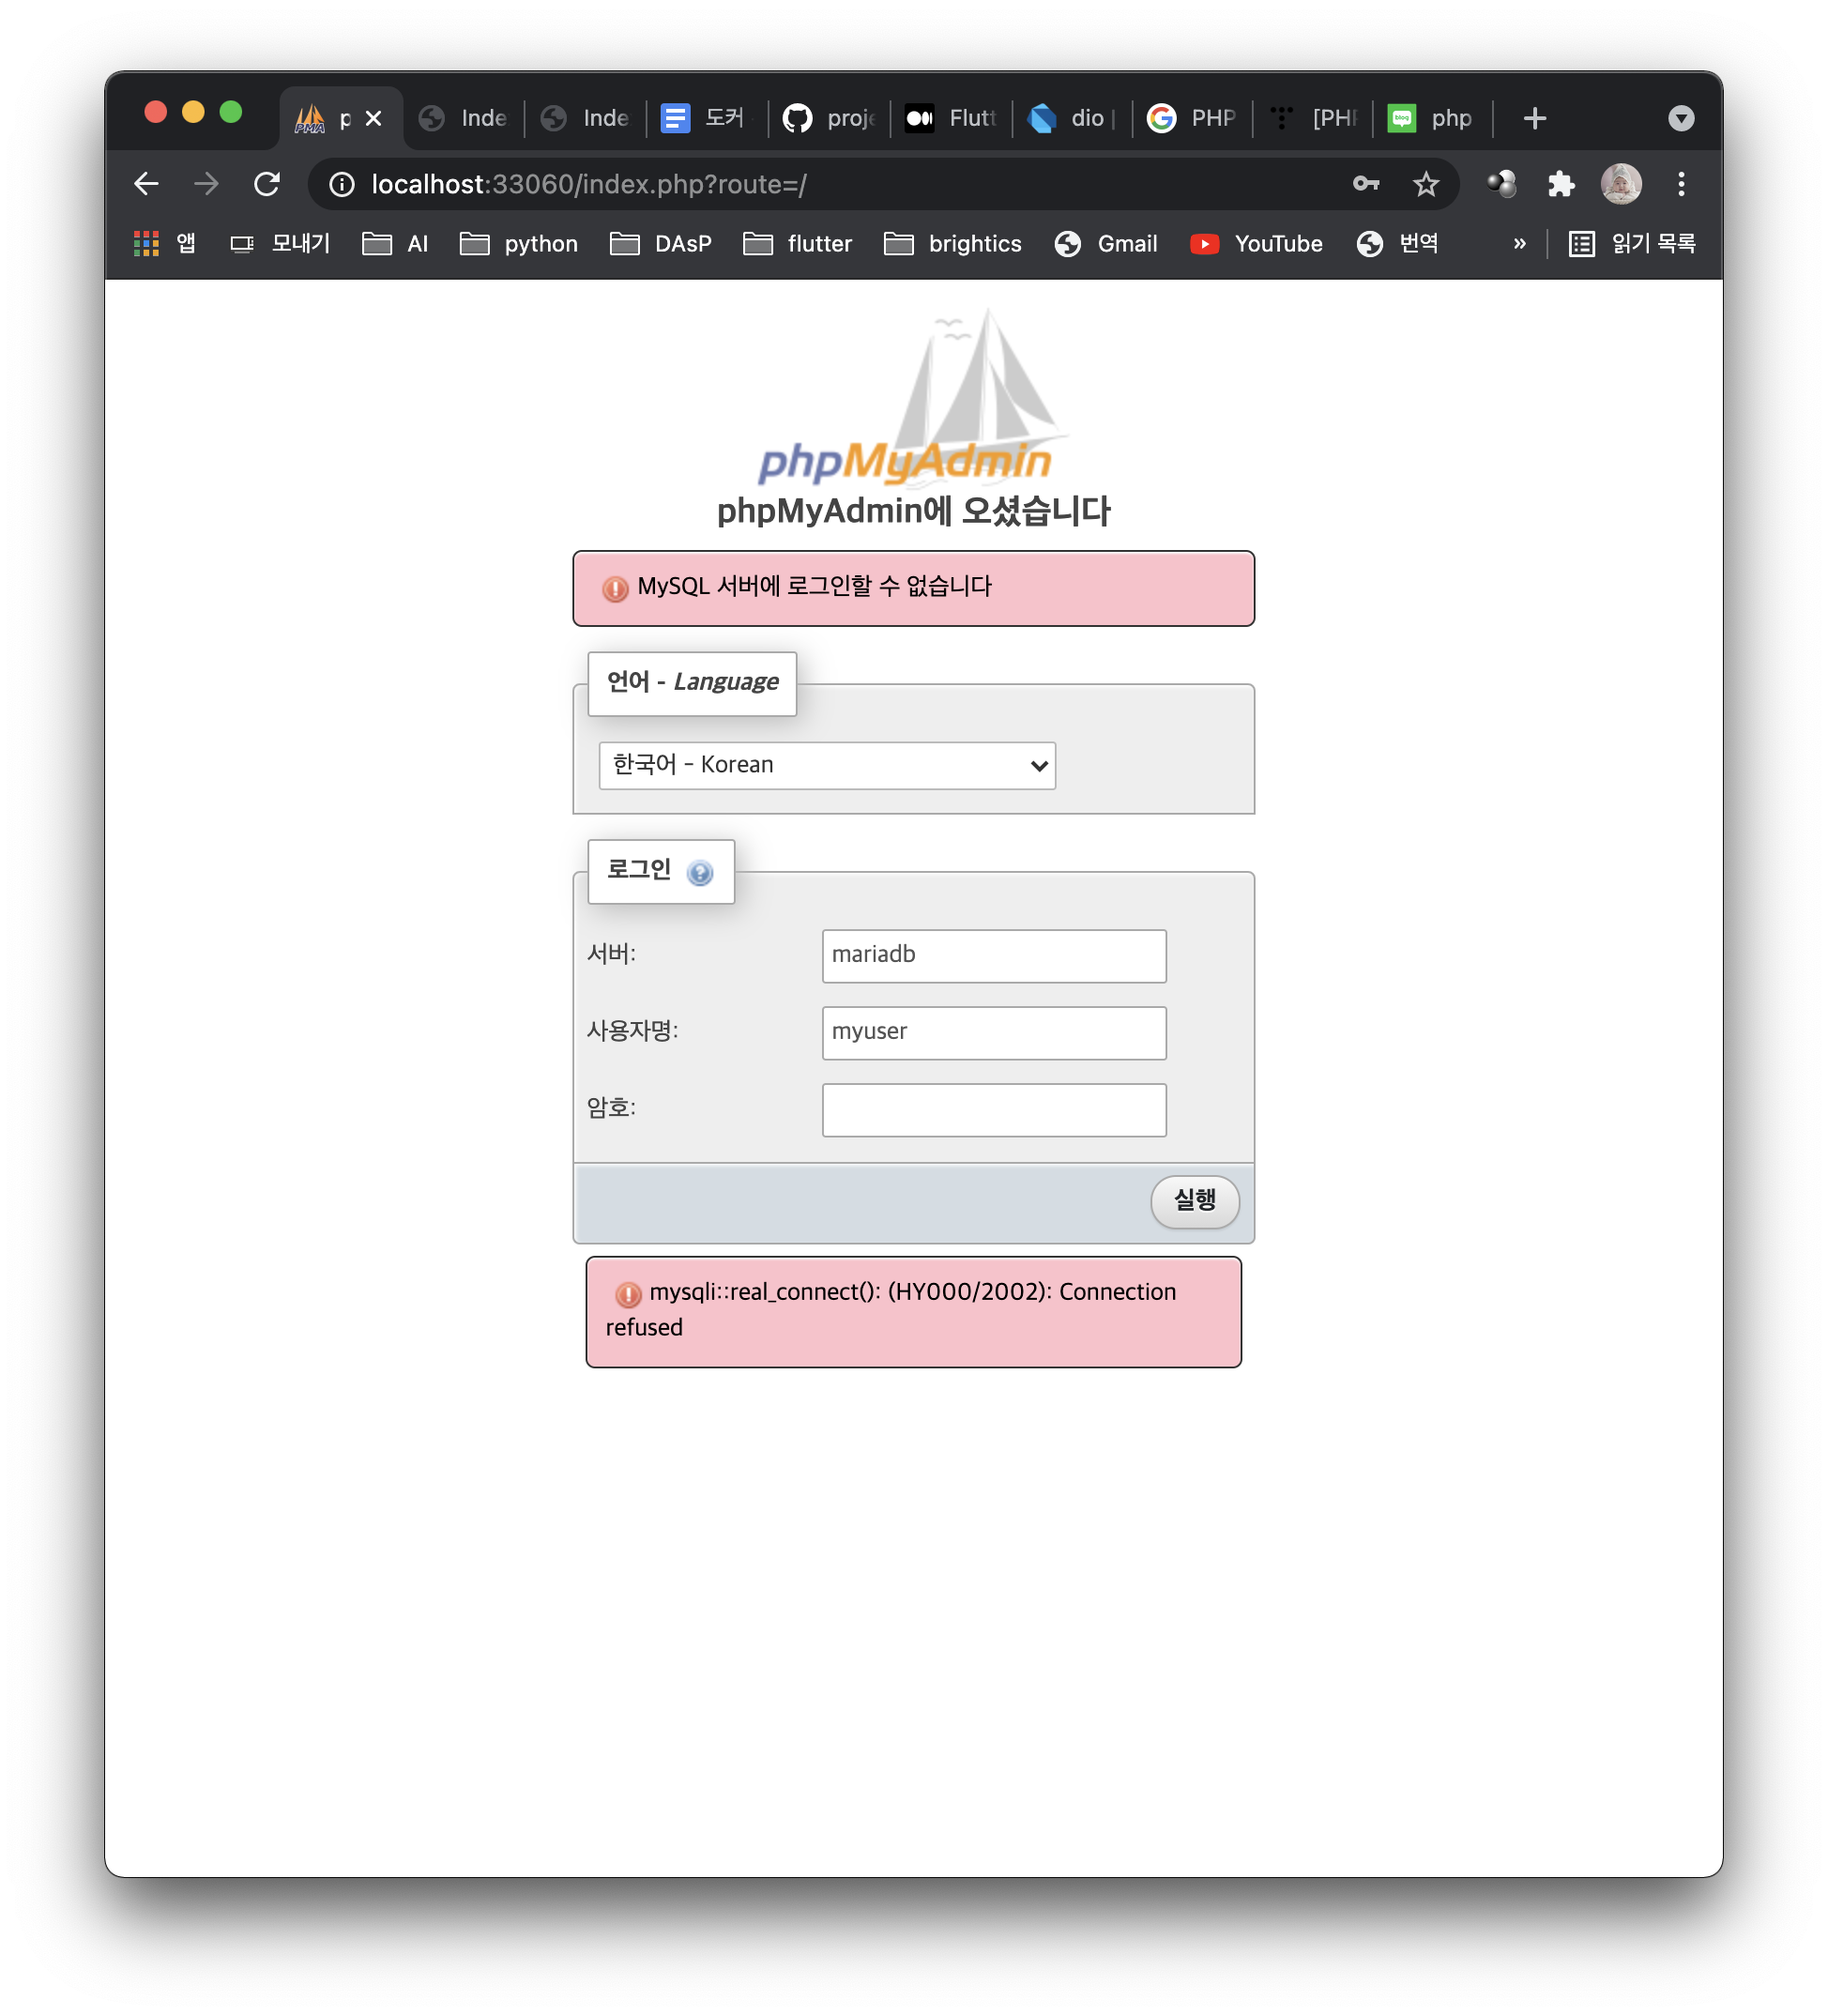 p
Inde
Inde
도커
proje
Flutt
dio
PHP
[PHI
php
localhost:33060/index.php?route=/
앱
모내기
AI
python
DAsP
flutter
brightics
Gmail
YouTube
번역
»
읽기 목록
phpMyAdmin
phpMyAdmin에 오셨습니다
MySQL 서버에 로그인할 수 없습니다
언어 - Language
한국어 - Korean
로그인
서버:
mariadb
사용자명:
myuser
암호:
실행
mysqli::real_connect(): (HY000/2002): Connection
refused